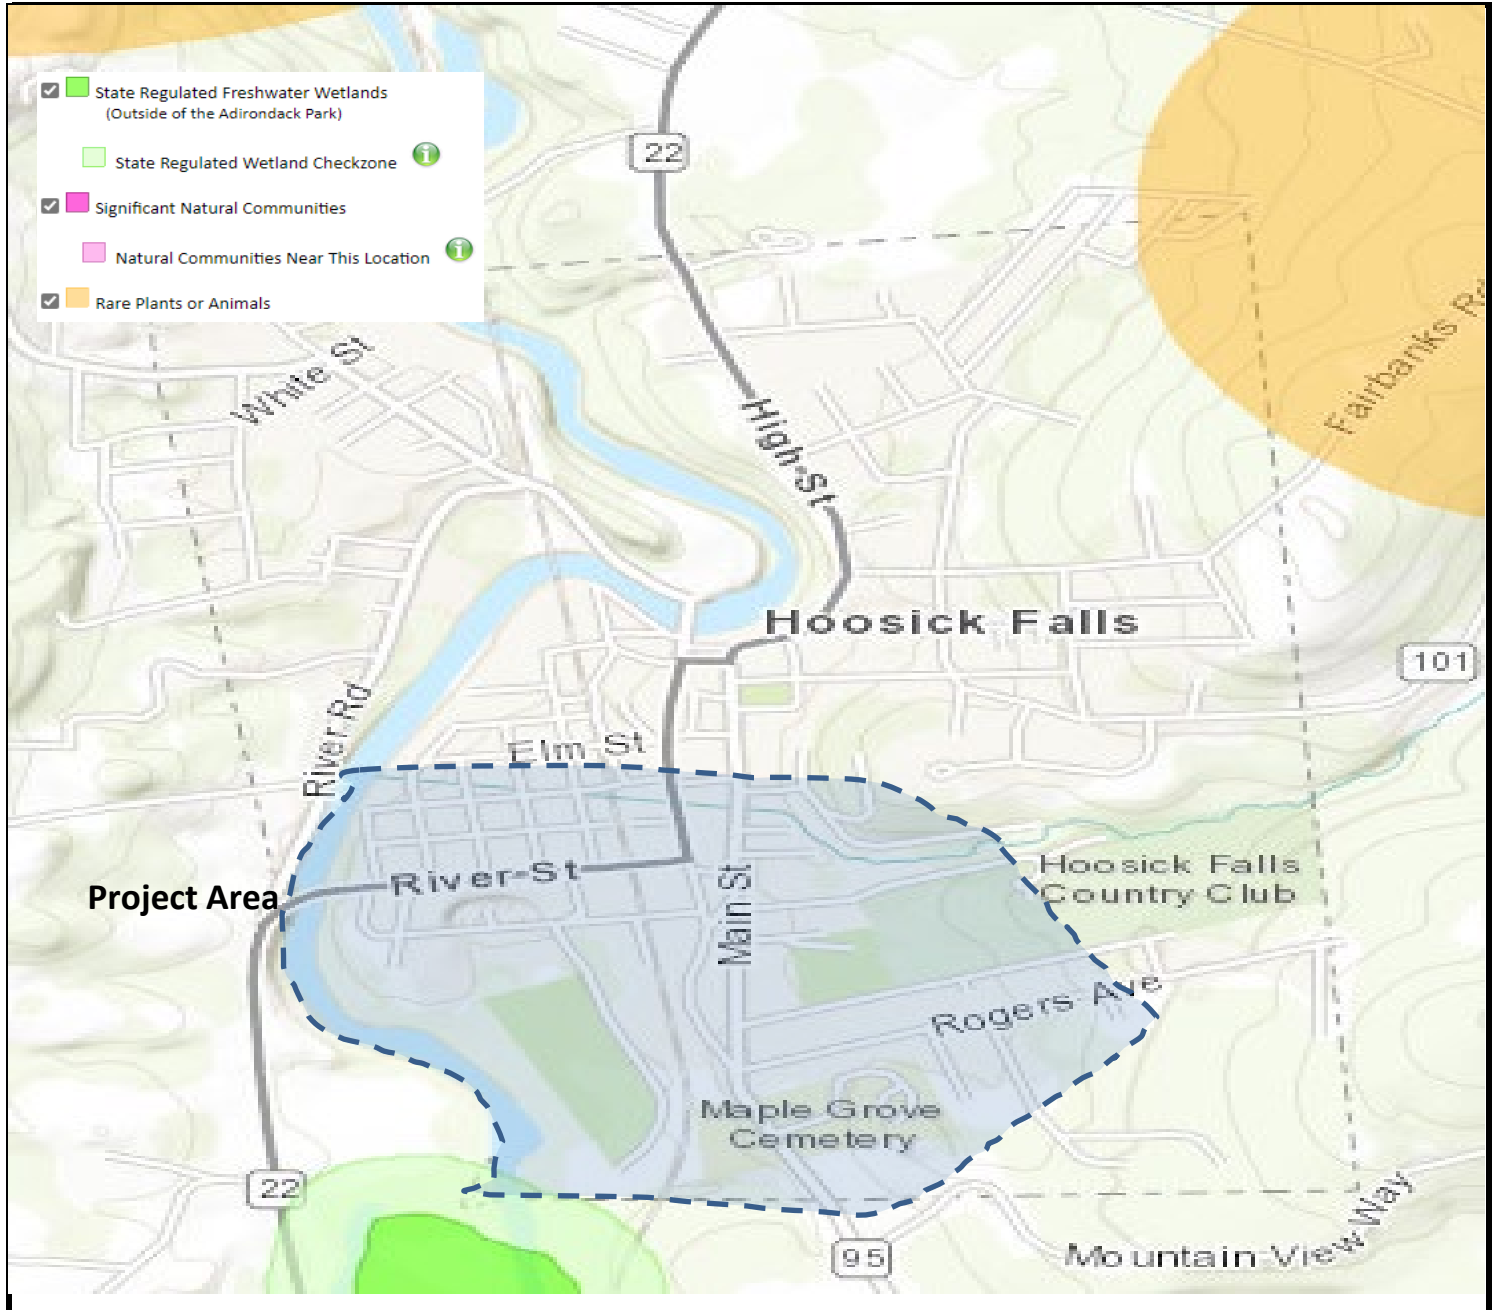 State Regulated Freshwater Wetlands
(Outside of the Adirondack Park)
State Regulated Wetland Checkzone
Significant Natural Communities
Natural Communities Near This Location
Rare Plants or Animals
22
White St
High St
Fairbanks Rd
Hoosick Falls
101
River Rd
Elm St
Project Area
River St
Main St
Hoosick Falls
Country Club
Rogers Ave
Maple Grove
Cemetery
22
95
Mountain View Way